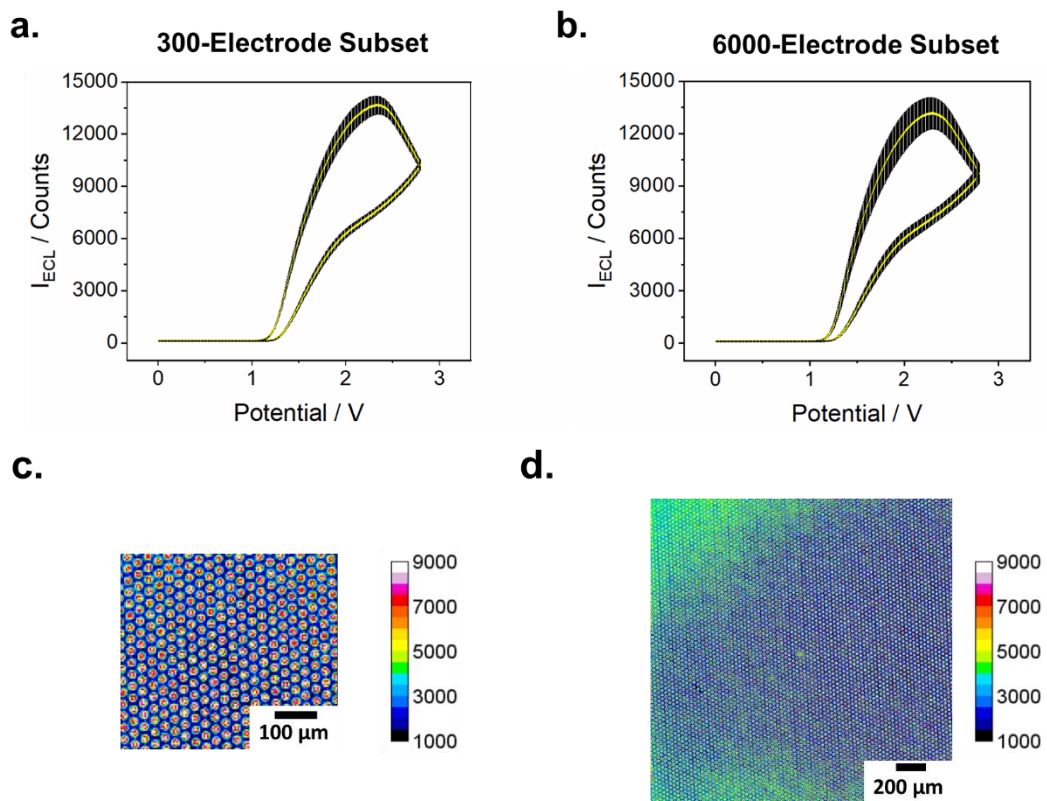 a.
300-Electrode Subset
15000
12000
9000
6000
3000
0
I_ECL / Counts
0 1 2 3
Potential / V
b.
6000-Electrode Subset
15000
12000
9000
6000
3000
0
I_ECL / Counts
0 1 2 3
Potential / V
c.
9000
7000
5000
3000
1000
100 μm
d.
9000
7000
5000
3000
1000
200 μm